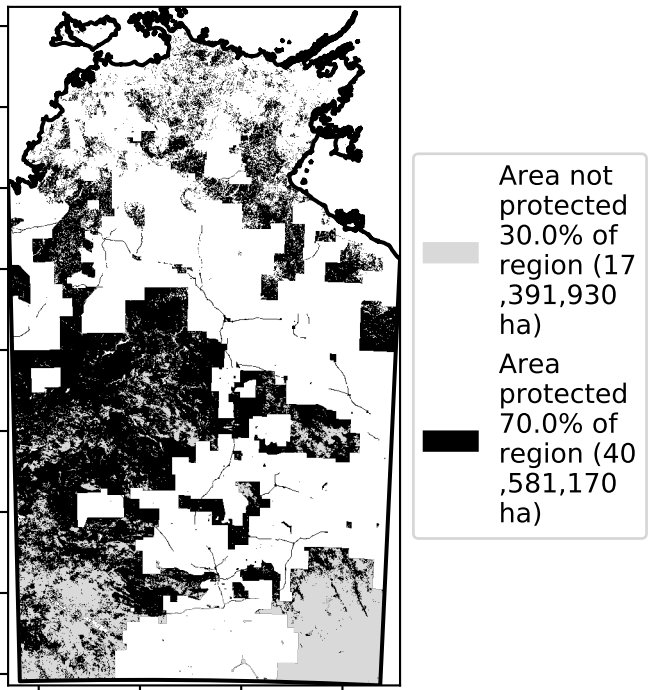 Area not
protected
30.0% of
region (17
,391,930
ha)
Area
protected
70.0% of
region (40
,581,170
ha)